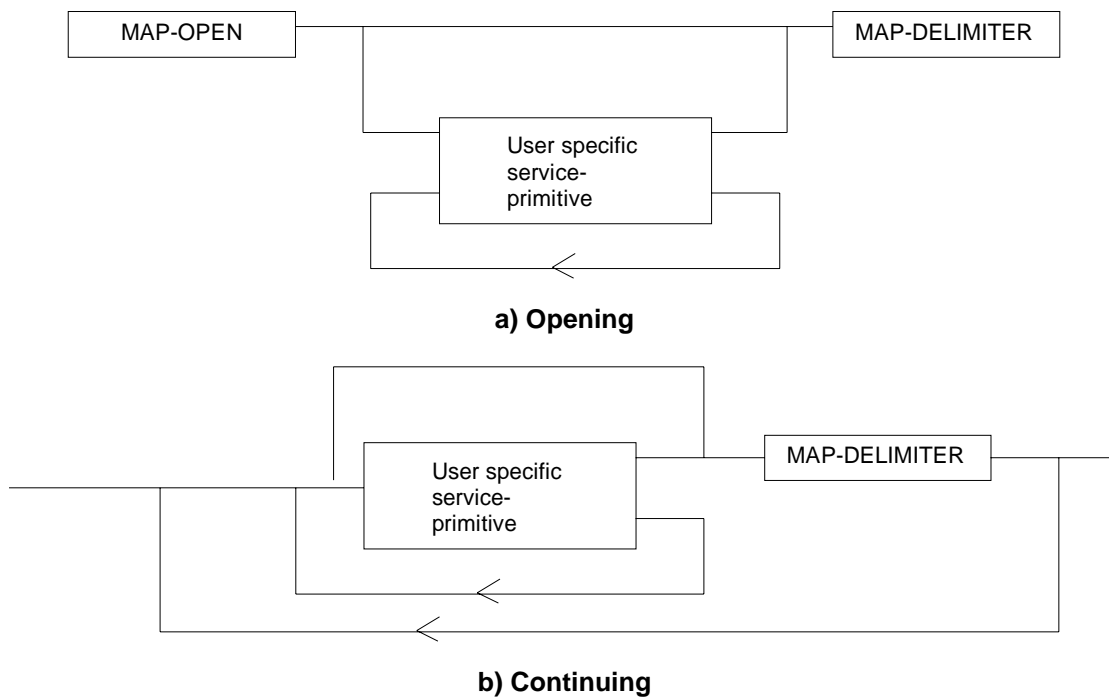 MAP-OPEN
MAP-DELIMITER
User specific
service-
primitive
a) Opening
User specific
service-
primitive
MAP-DELIMITER
b) Continuing